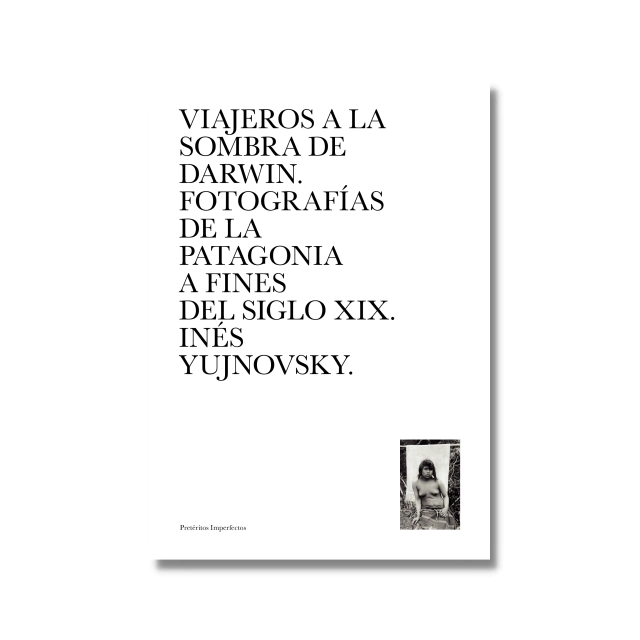 VIAJEROS A LA
SOMBRA DE
DARWIN.
FOTOGRAFÍAS
DE LA
PATAGONIA
A FINES
DEL SIGLO XIX.
INÉS
YUJNOVSKY.
Pretéritos Imperfectos